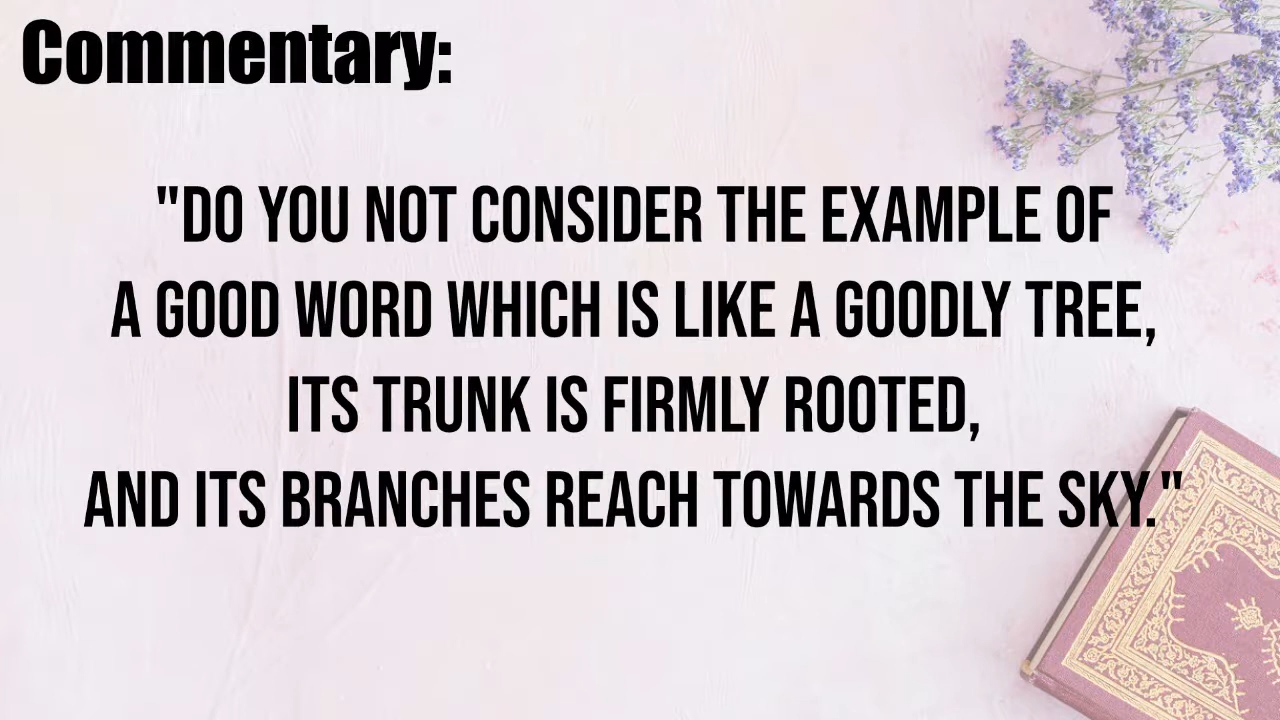 Commentary:
"DO YOU NOT CONSIDER THE EXAMPLE OF
A GOOD WORD WHICH IS LIKE A GOODLY TREE,
ITS TRUNK IS FIRMLY ROOTED,
AND ITS BRANCHES REACH TOWARDS THE SKY."